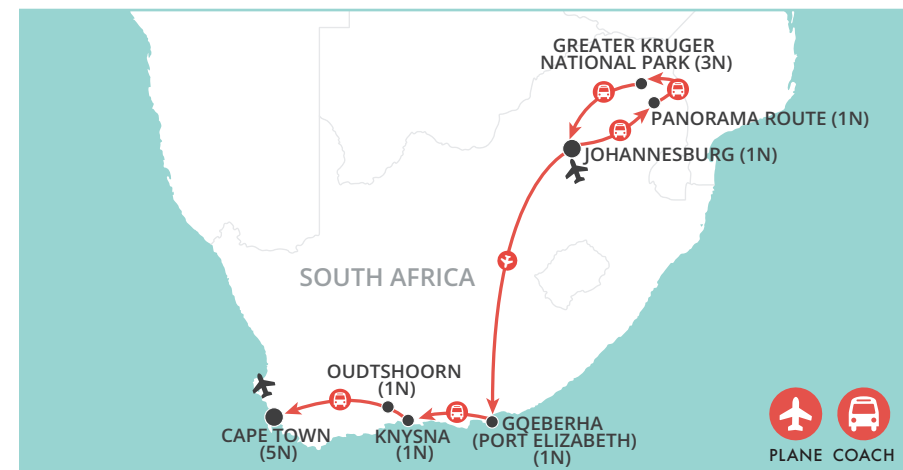 GREATER KRUGER
NATIONAL PARK (3N)
PANORAMA ROUTE (1N)
JOHANNESBURG (1N)
SOUTH AFRICA
OUDTSHOORN
(1N)
CAPE TOWN
(5N)
KNYSNA
(1N)
GQEBERHA
(PORT ELIZABETH)
(1N)
PLANE COACH